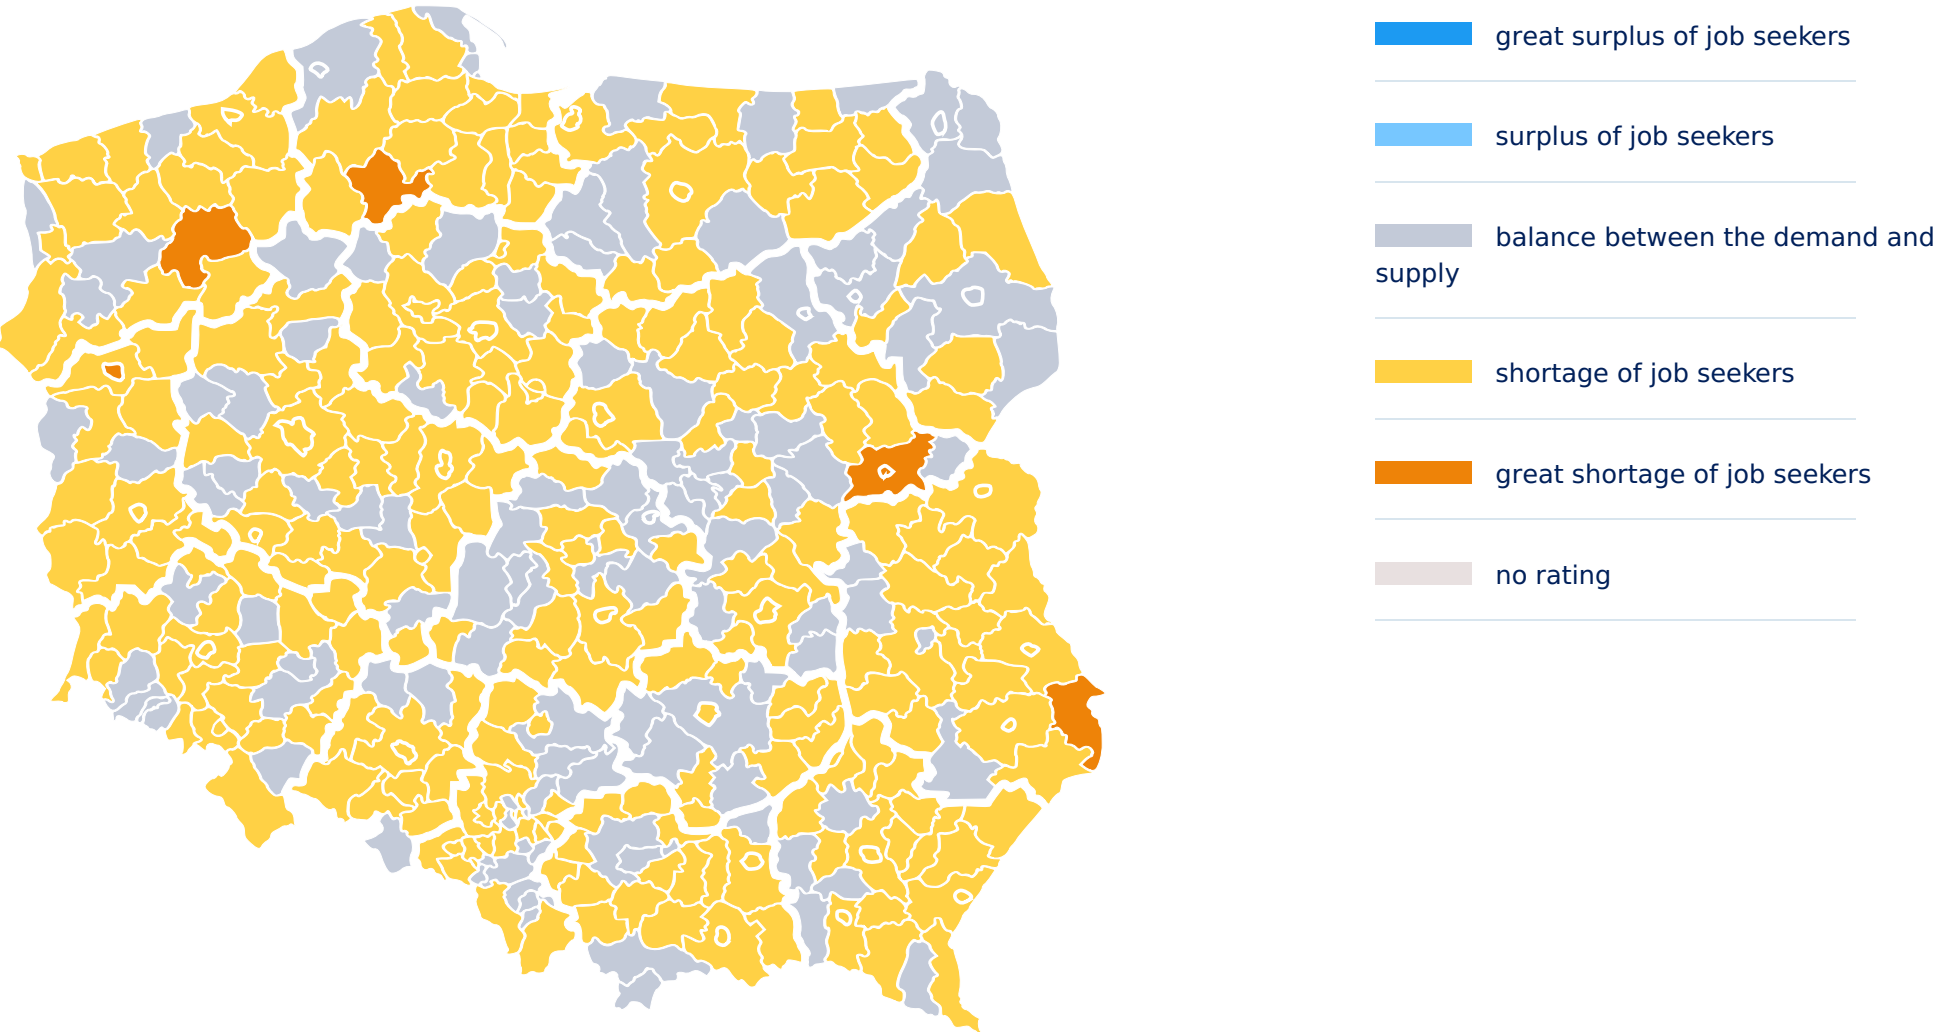 great surplus of job seekers
surplus of job seekers
balance between the demand and
supply
shortage of job seekers
great shortage of job seekers
no rating